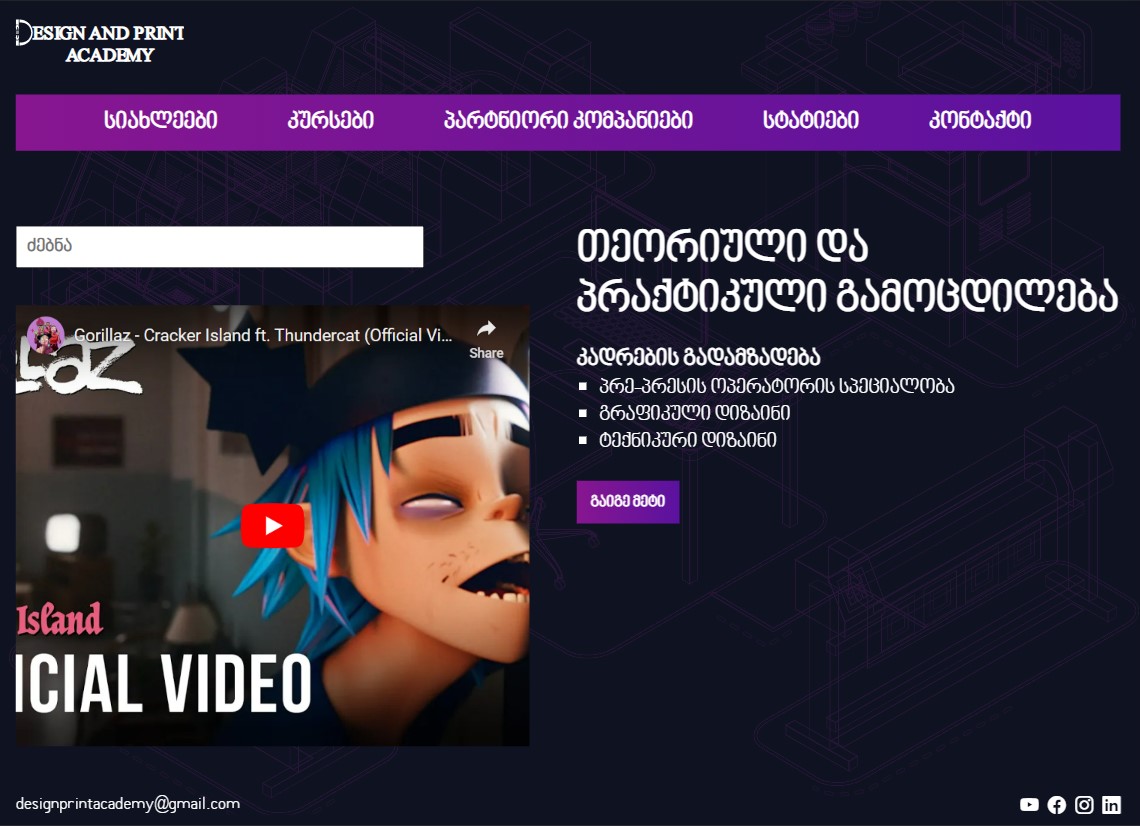 DESIGN AND PRINT
ACADEMY
სიახლეები კურსები პარტნიორი კომპანიები სტატიები კონტაქტი
ძებნა
Gorillaz - Cracker Island ft. Thundercat (Official Vi...
Share
Island
ICIAL VIDEO
თეორიული და
პრაქტიკული გამოცდილება
კადრების გადამზადება
პრე-პრესის ოპერატორის სპეციალობა
გრაფიკული დიზაინი
ტექნიკური დიზაინი
გაიგე მეტი
designprintacademy@gmail.com